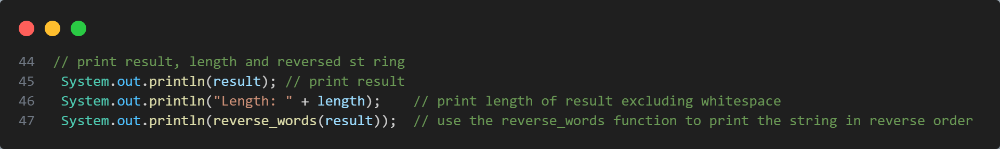 44 // print result, length and reversed st ring
45 System.out.println(result); // print result
46 System.out.println("Length: " + length); // print length of result excluding whitespace
47 System.out.println(reverse_words(result)); // use the reverse_words function to print the string in reverse order